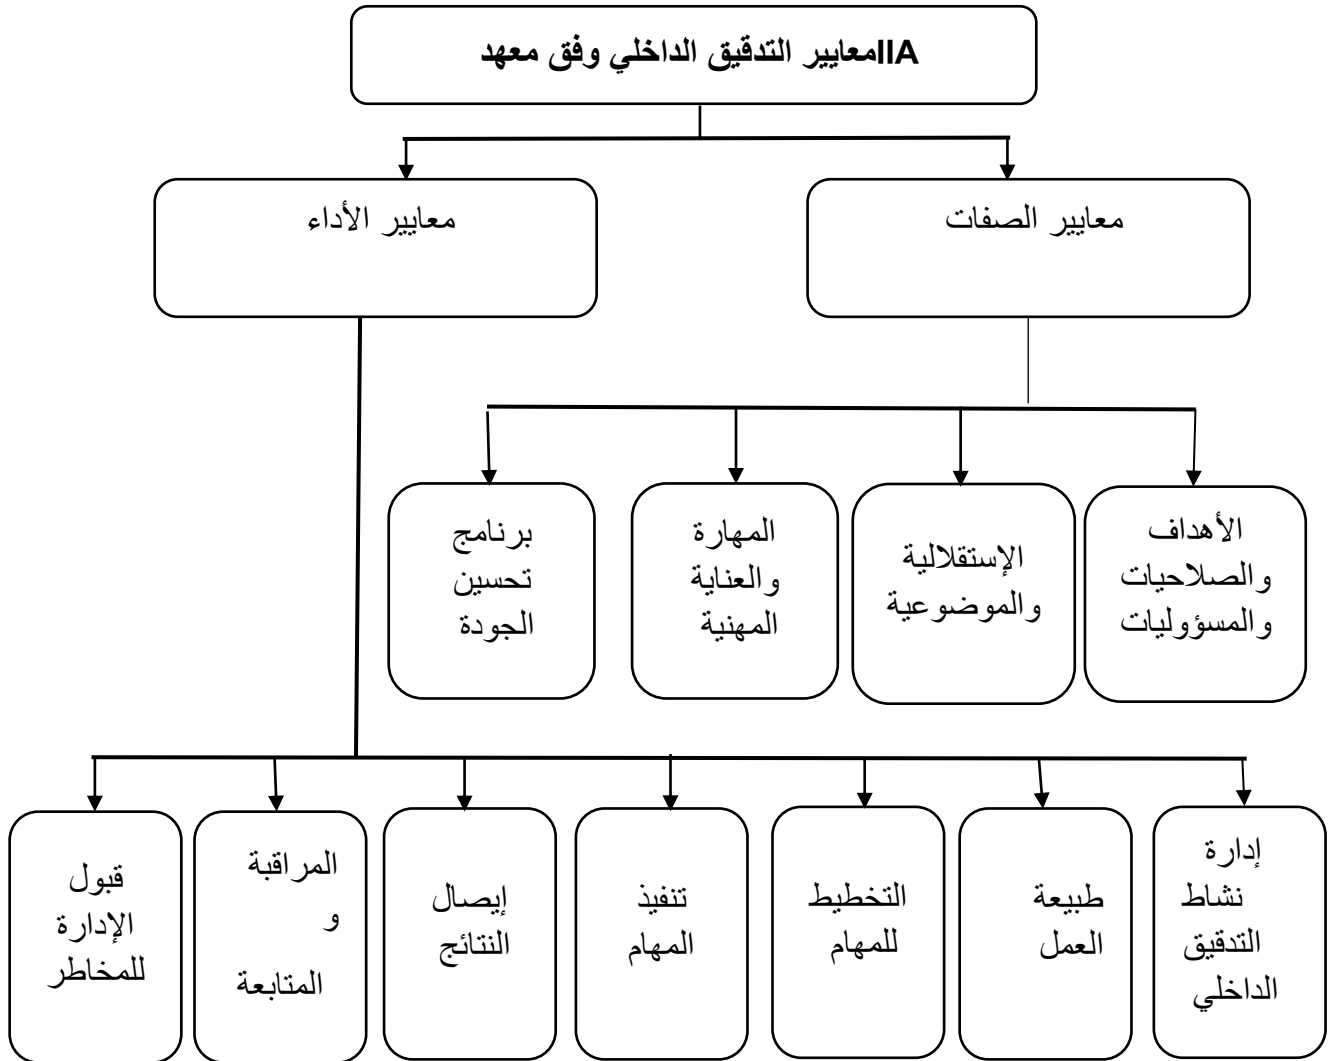 IIAمعايير التدقيق الداخلي وفق معهد
معايير الصفات
معايير الأداء
الأهداف
والصلاحيات
والمسؤوليات
الإستقلالية
والموضوعية
المهارة
والعناية
المهنية
برنامج
تحسين
الجودة
إدارة
نشاط
التدقيق
الداخلي
طبيعة
العمل
التخطيط
للمهام
تنفيذ
المهام
إيصال
النتائج
المراقبة
و
المتابعة
قبول
الإدارة
للمخاطر